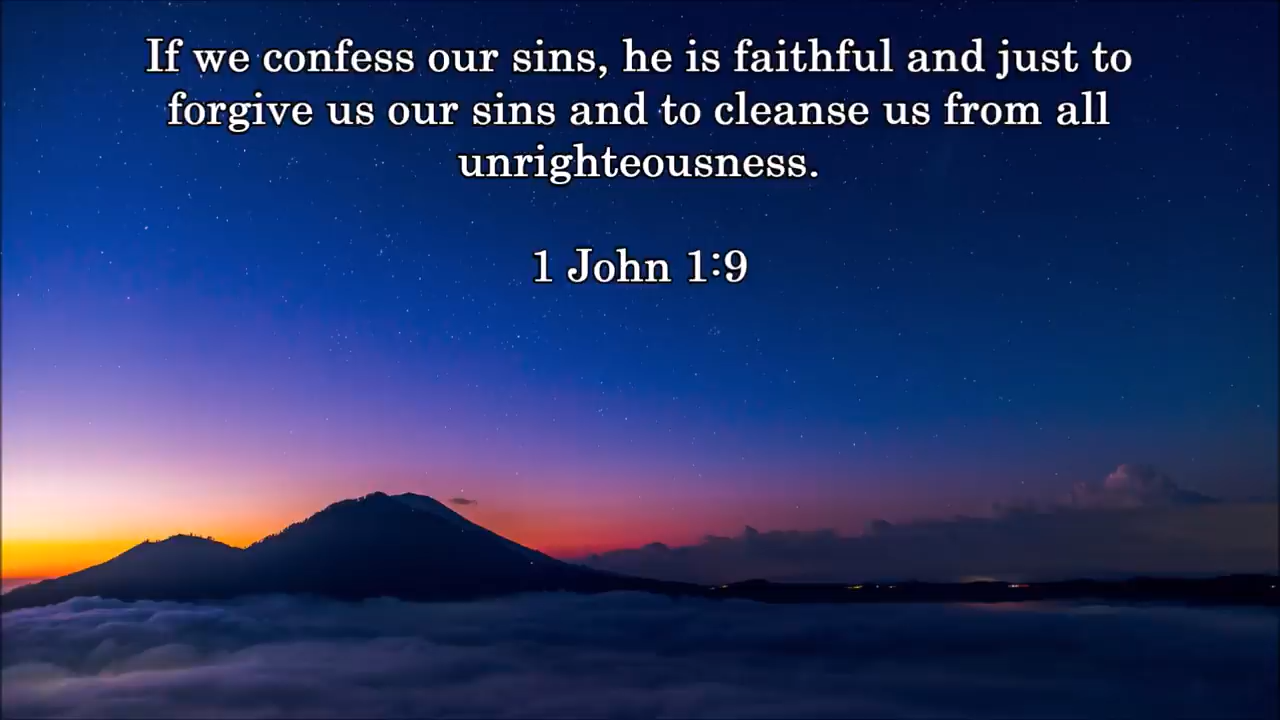 If we confess our sins, he is faithful and just to
forgive us our sins and to cleanse us from all
unrighteousness.
1 John 1:9